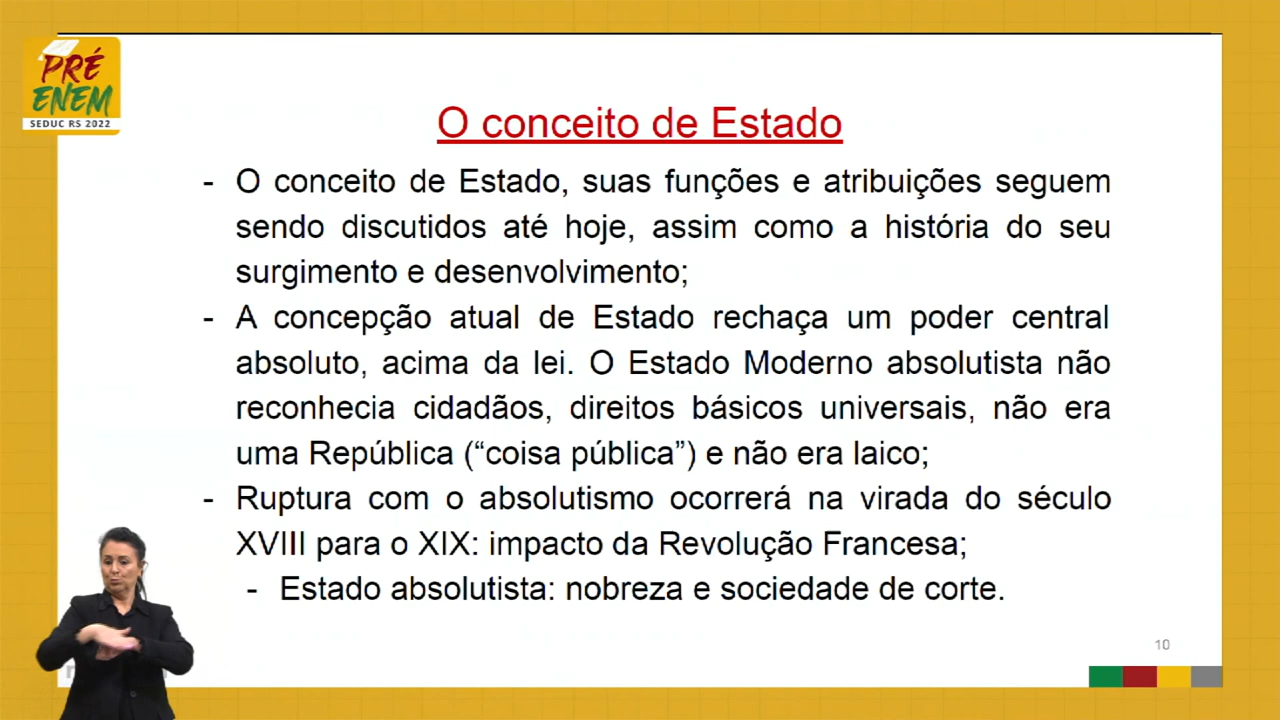 PRÉ
ENEM
SEDUC RS 2022
O conceito de Estado
- O conceito de Estado, suas funções e atribuições seguem
sendo discutidos até hoje, assim como a história do seu
surgimento e desenvolvimento;
- A concepção atual de Estado rechaça um poder central
absoluto, acima da lei. O Estado Moderno absolutista não
reconhecia cidadãos, direitos básicos universais, não era
uma República (“coisa pública”) e não era laico;
- Ruptura com o absolutismo ocorrerá na virada do século
XVIII para o XIX: impacto da Revolução Francesa;
- Estado absolutista: nobreza e sociedade de corte.
10